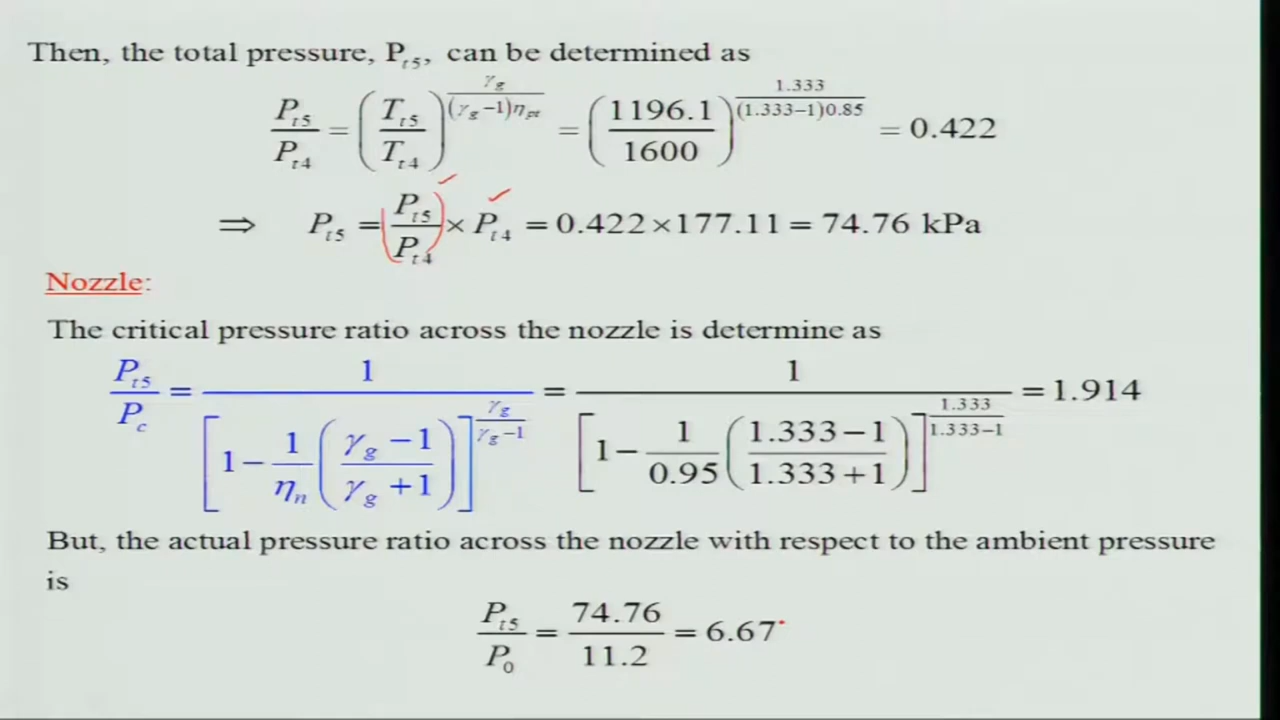 Then, the total pressure, P_t5, can be determined as
P_t5/P_t4 = (T_t5/T_t4)^(γ_g/((γ_g−1)η_pt)) = (1196.1/1600)^(1.333/((1.333−1)0.85)) = 0.422
⇒ P_t5 = (P_t5/P_t4) × P_t4 = 0.422×177.11 = 74.76 kPa
Nozzle:
The critical pressure ratio across the nozzle is determine as
P_t5/P_c = 1/[1−(1/η_n)((γ_g−1)/(γ_g+1))]^(γ_g/(γ_g−1)) = 1/[1−(1/0.95)((1.333−1)/(1.333+1))]^(1.333/(1.333−1)) = 1.914
But, the actual pressure ratio across the nozzle with respect to the ambient pressure
is
P_t5/P_0 = 74.76/11.2 = 6.67